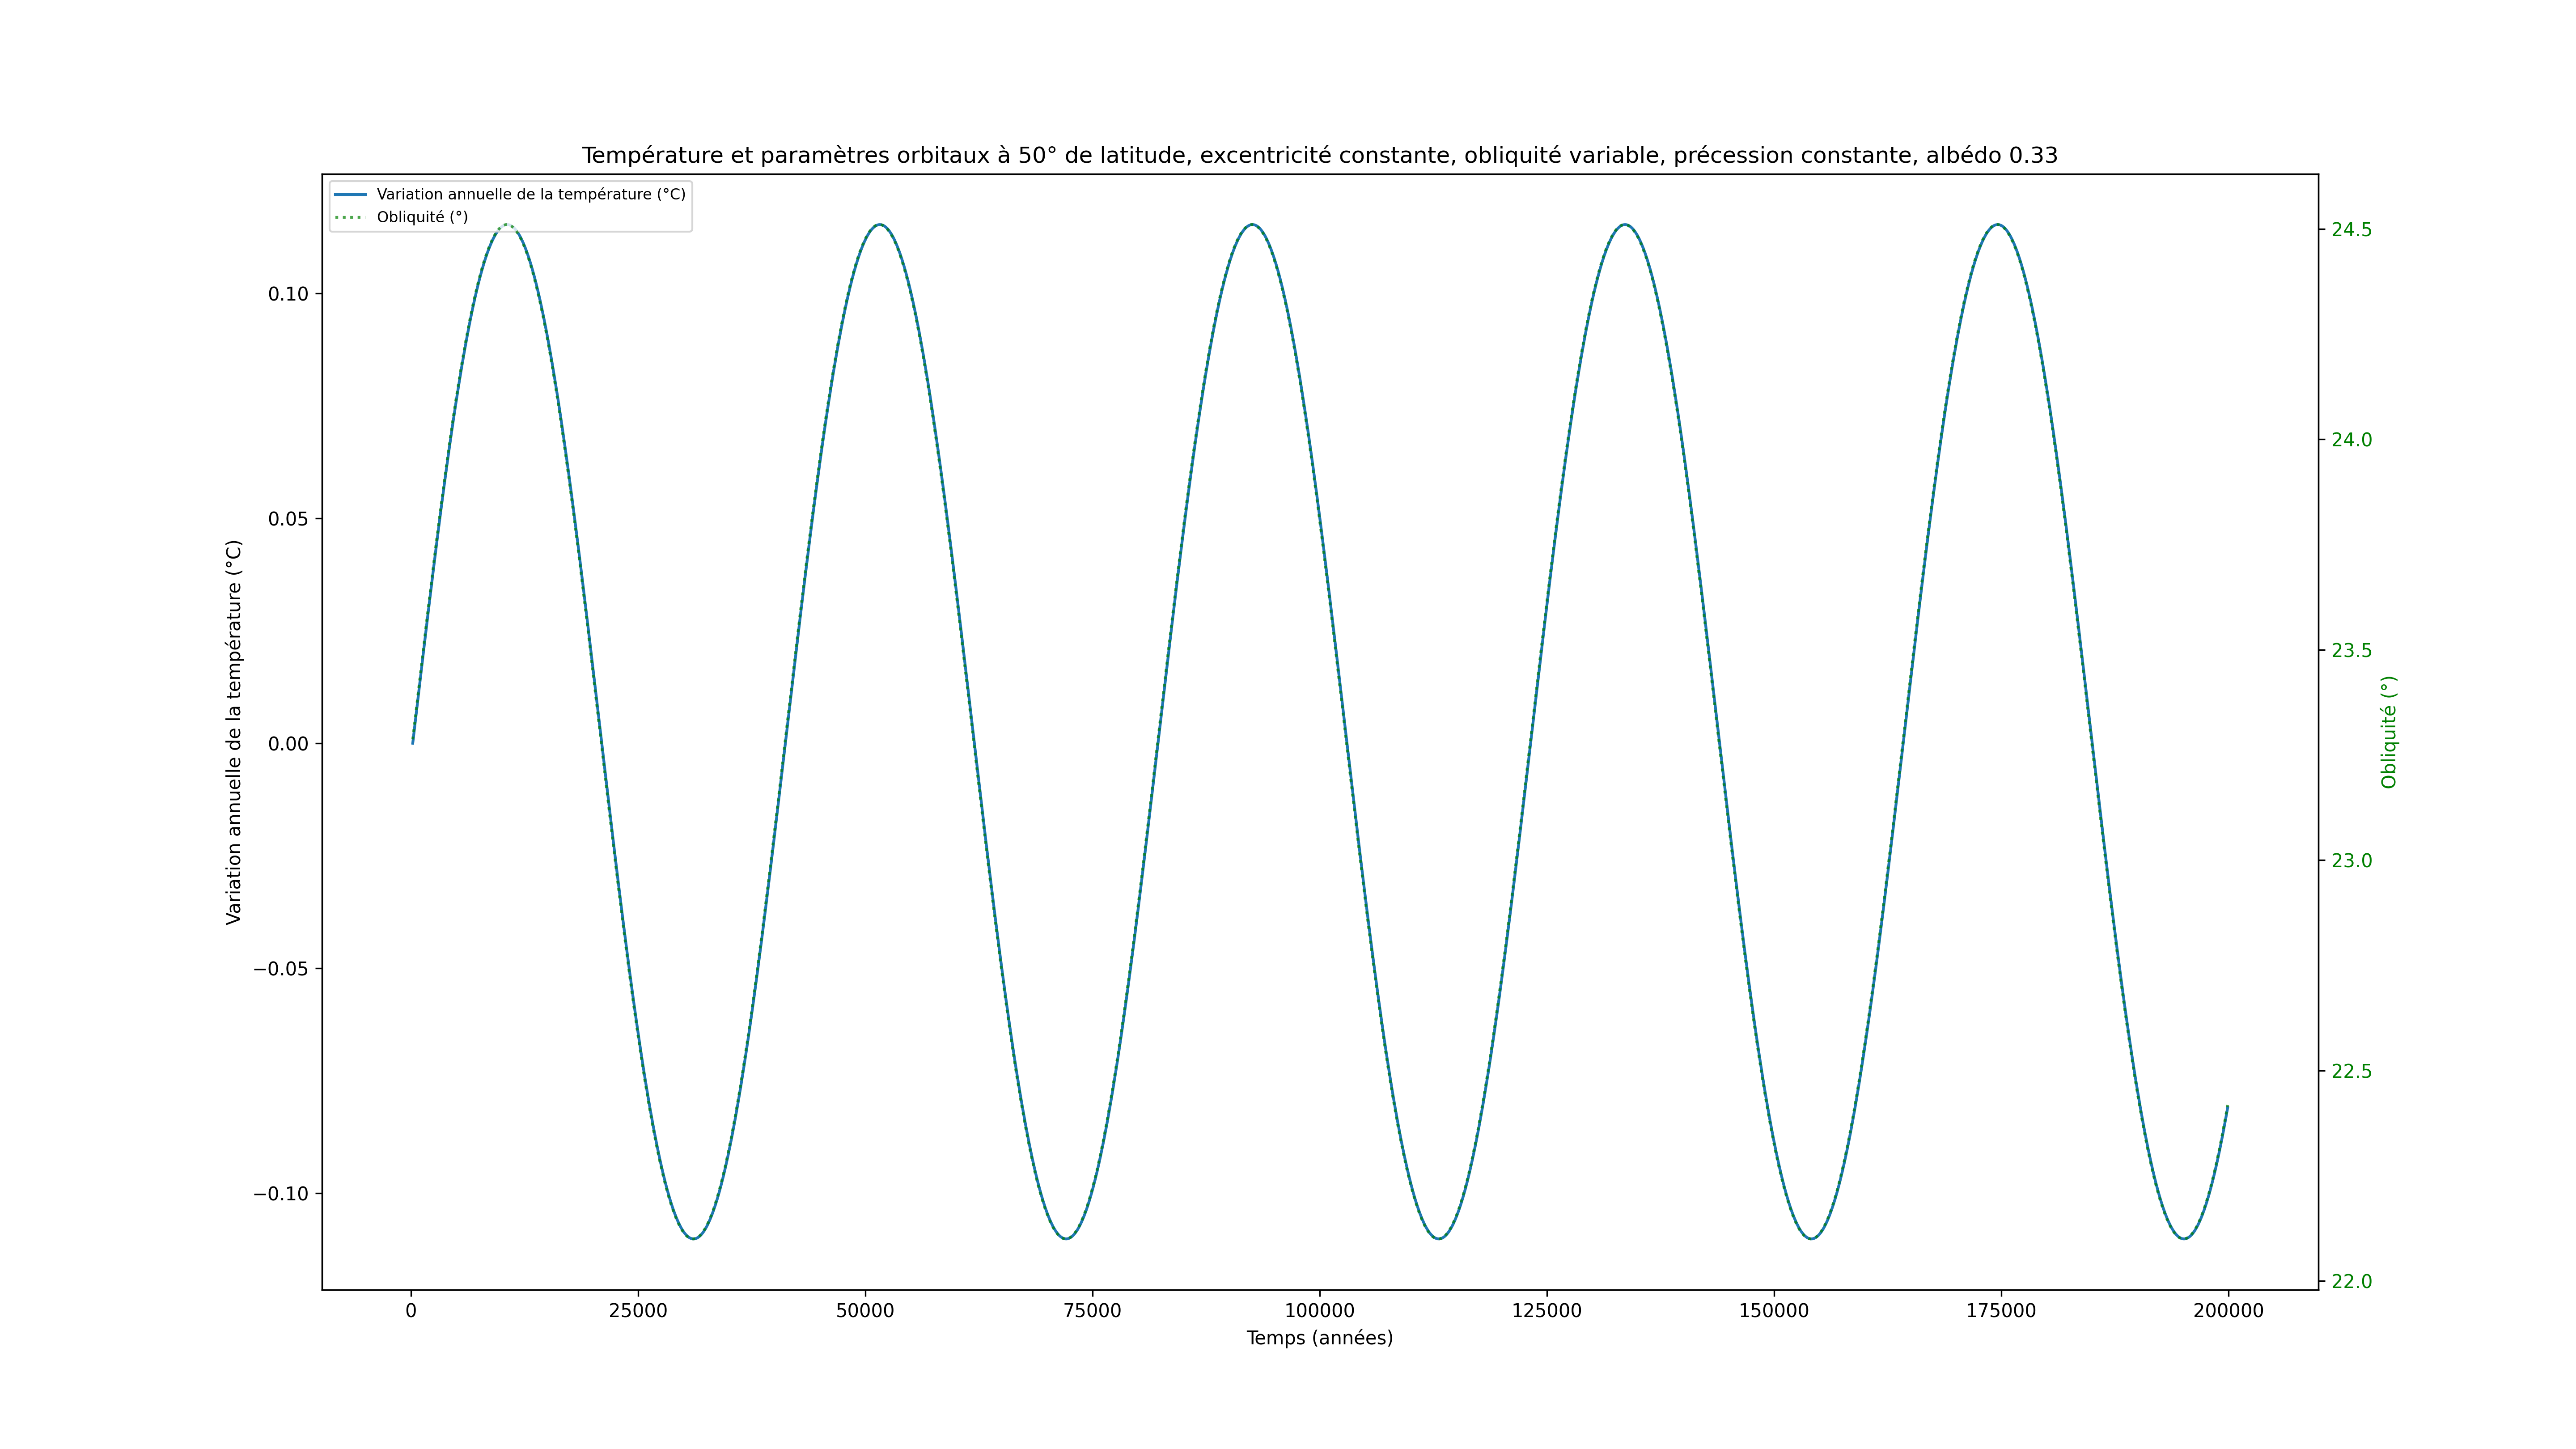 Température et paramètres orbitaux à 50° de latitude, excentricité constante, obliquité variable, précession constante, albédo 0.33
Variation annuelle de la température (°C)
Obliquité (°)
0.10
0.05
0.00
−0.05
−0.10
Variation annuelle de la température (°C)
24.5
24.0
23.5
23.0
22.5
22.0
Obliquité (°)
0 25000 50000 75000 100000 125000 150000 175000 200000
Temps (années)